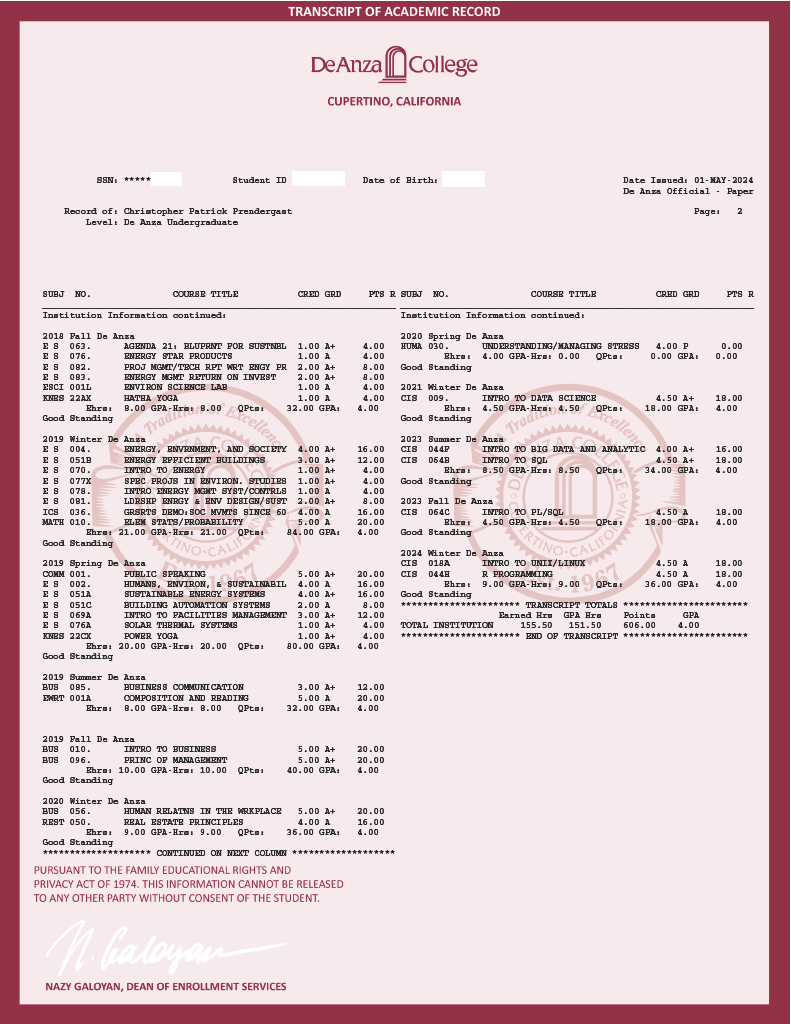 TRANSCRIPT OF ACADEMIC RECORD
DeAnza College
CUPERTINO, CALIFORNIA
SSN: ***** Student ID Date of Birth: Date Issued: 01-MAY-2024
De Anza Official - Paper
Record of: Christopher Patrick Prendergast Page: 2
Level: De Anza Undergraduate
SUBJ NO. COURSE TITLE CRED GRD PTS R
Institution Information continued:
2018 Fall De Anza
E S 063. AGENDA 21: BLUPRNT FOR SUSTNBL 1.00 A+ 4.00
E S 076. ENERGY STAR PRODUCTS 1.00 A 4.00
E S 082. PROJ MGMT/TECH RPT WRT ENGY PR 2.00 A+ 8.00
E S 083. ENERGY MGMT RETURN ON INVEST 2.00 A+ 8.00
ESCI 001L ENVIRON SCIENCE LAB 1.00 A 4.00
KNES 22AX HATHA YOGA 1.00 A 4.00
Ehrs: 8.00 GPA-Hrs: 8.00 QPts: 32.00 GPA: 4.00
Good Standing
2019 Winter De Anza
E S 004. ENERGY, ENVRNMENT, AND SOCIETY 4.00 A+ 16.00
E S 051B ENERGY EFFICIENT BUILDINGS 3.00 A+ 12.00
E S 070. INTRO TO ENERGY 1.00 A+ 4.00
E S 077X SPEC PROJS IN ENVIRON. STUDIES 1.00 A+ 4.00
E S 078. INTRO ENERGY MGMT SYST/CONTRLS 1.00 A+ 4.00
E S 081. LDRSHP ENRGY & ENV DESIGN/SUST 2.00 A+ 8.00
ICS 036. GRSRTS DEMO:SOC MVMTS SINCE 60 4.00 A 16.00
MATH 010. ELEM STATS/PROBABILITY 5.00 A 20.00
Ehrs: 21.00 GPA-Hrs: 21.00 QPts: 84.00 GPA: 4.00
Good Standing
2019 Spring De Anza
COMM 001. PUBLIC SPEAKING 5.00 A+ 20.00
E S 002. HUMANS, ENVIRON, & SUSTAINABIL 4.00 A 16.00
E S 051A SUSTAINABLE ENERGY SYSTEMS 4.00 A+ 16.00
E S 051C BUILDING AUTOMATION SYSTEMS 2.00 A 8.00
E S 069A INTRO TO FACILITIES MANAGEMENT 3.00 A+ 12.00
E S 076A SOLAR THERMAL SYSTEMS 1.00 A+ 4.00
KNES 22CX POWER YOGA 1.00 A+ 4.00
Ehrs: 20.00 GPA-Hrs: 20.00 QPts: 80.00 GPA: 4.00
Good Standing
2019 Summer De Anza
BUS 085. BUSINESS COMMUNICATION 3.00 A+ 12.00
EWRT 001A COMPOSITION AND READING 5.00 A 20.00
Ehrs: 8.00 GPA-Hrs: 8.00 QPts: 32.00 GPA: 4.00
2019 Fall De Anza
BUS 010. INTRO TO BUSINESS 5.00 A+ 20.00
BUS 096. PRINC OF MANAGEMENT 5.00 A+ 20.00
Ehrs: 10.00 GPA-Hrs: 10.00 QPts: 40.00 GPA: 4.00
Good Standing
2020 Winter De Anza
BUS 056. HUMAN RELATNS IN THE WRKPLACE 5.00 A+ 20.00
REST 050. REAL ESTATE PRINCIPLES 4.00 A 16.00
Ehrs: 9.00 GPA-Hrs: 9.00 QPts: 36.00 GPA: 4.00
Good Standing
******************** CONTINUED ON NEXT COLUMN *******************
SUBJ NO. COURSE TITLE CRED GRD PTS R
Institution Information continued:
2020 Spring De Anza
HUMA 030. UNDERSTANDING/MANAGING STRESS 4.00 P 0.00
Ehrs: 4.00 GPA-Hrs: 0.00 QPts: 0.00 GPA: 0.00
Good Standing
2021 Winter De Anza
CIS 009. INTRO TO DATA SCIENCE 4.50 A+ 18.00
Ehrs: 4.50 GPA-Hrs: 4.50 QPts: 18.00 GPA: 4.00
Good Standing
2023 Summer De Anza
CIS 044F INTRO TO BIG DATA AND ANALYTIC 4.00 A+ 16.00
CIS 064B INTRO TO SQL 4.50 A+ 18.00
Ehrs: 8.50 GPA-Hrs: 8.50 QPts: 34.00 GPA: 4.00
Good Standing
2023 Fall De Anza
CIS 064C INTRO TO PL/SQL 4.50 A 18.00
Ehrs: 4.50 GPA-Hrs: 4.50 QPts: 18.00 GPA: 4.00
Good Standing
2024 Winter De Anza
CIS 018A INTRO TO UNIX/LINUX 4.50 A 18.00
CIS 044H R PROGRAMMING 4.50 A 18.00
Ehrs: 9.00 GPA-Hrs: 9.00 QPts: 36.00 GPA: 4.00
Good Standing
********************** TRANSCRIPT TOTALS ***********************
Earned Hrs GPA Hrs Points GPA
TOTAL INSTITUTION 155.50 151.50 606.00 4.00
********************** END OF TRANSCRIPT ***********************
PURSUANT TO THE FAMILY EDUCATIONAL RIGHTS AND
PRIVACY ACT OF 1974. THIS INFORMATION CANNOT BE RELEASED
TO ANY OTHER PARTY WITHOUT CONSENT OF THE STUDENT.
N. Galoyan
NAZY GALOYAN, DEAN OF ENROLLMENT SERVICES